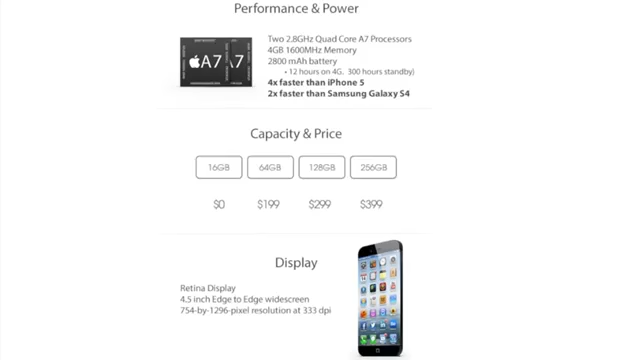 Performance & Power
A7
A7
Two 2.8GHz Quad Core A7 Processors
4GB 1600MHz Memory
2800 mAh battery
• 12 hours on 4G. 300 hours standby)
4x faster than iPhone 5
2x faster than Samsung Galaxy S4
Capacity & Price
16GB 64GB 128GB 256GB
$0 $199 $299 $399
Display
Retina Display
4.5 inch Edge to Edge widescreen
754-by-1296-pixel resolution at 333 dpi